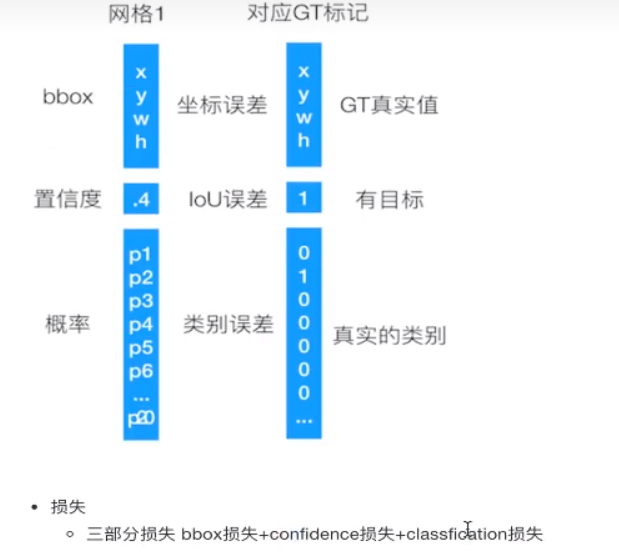 网格1 对应GT标记
bbox
x
y
w
h
坐标误差
x
y
w
h
GT真实值
置信度 .4 IoU误差 1 有目标
概率
p1
p2
p3
p4
p5
p6
...
p20
类别误差
0
1
0
0
0
0
0
...
真实的类别
• 损失
○ 三部分损失 bbox损失+confidence损失+classfication损失